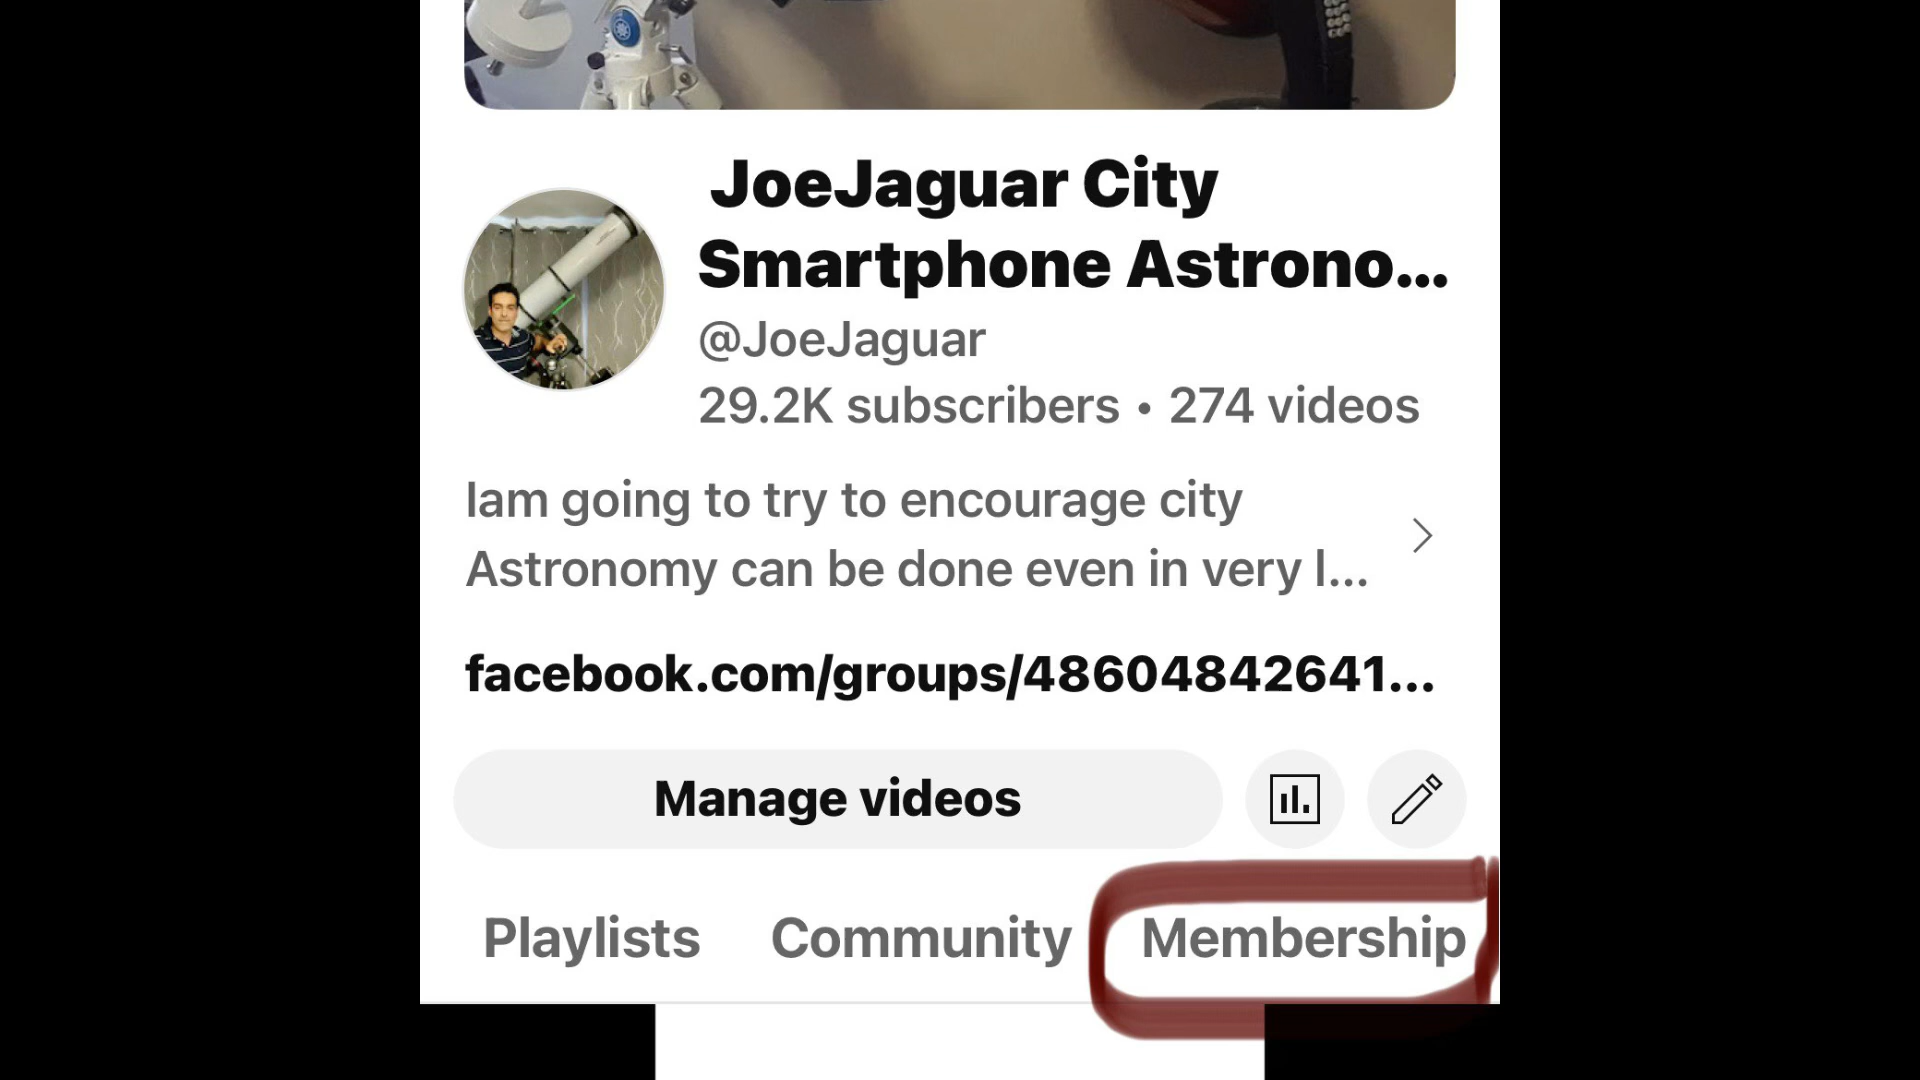 JoeJaguar City
Smartphone Astrono...
@JoeJaguar
29.2K subscribers • 274 videos
Iam going to try to encourage city
Astronomy can be done even in very l...
facebook.com/groups/48604842641...
Manage videos
Playlists Community Membership